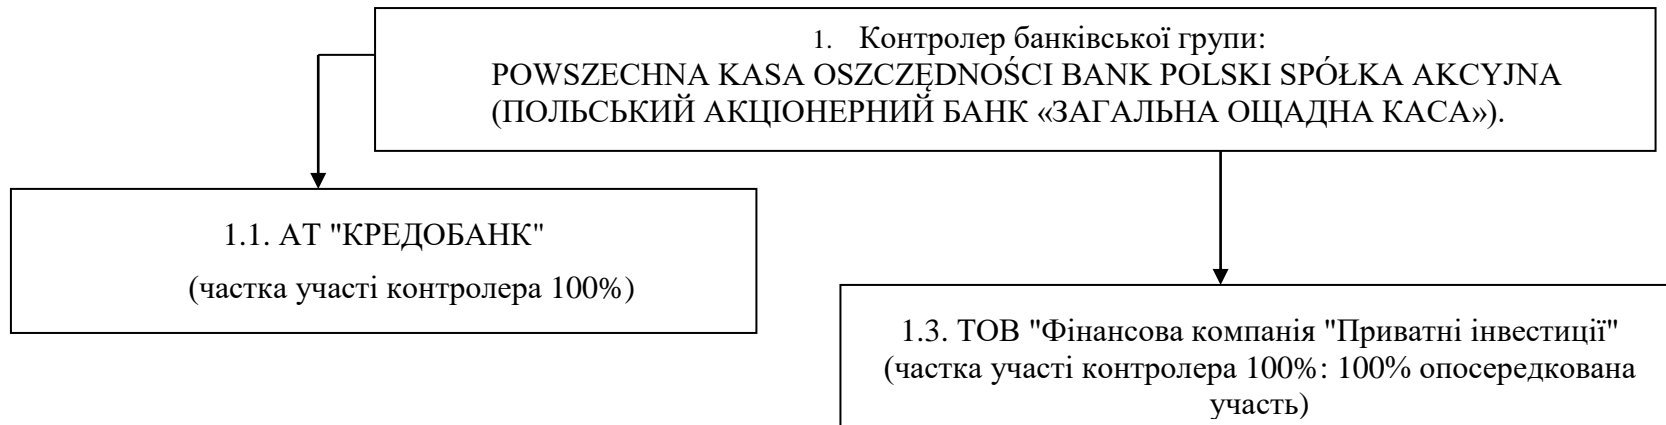 1. Контролер банківської групи:
POWSZECHNA KASA OSZCZĘDNOŚCI BANK POLSKI SPÓŁKA AKCYJNA
(ПОЛЬСЬКИЙ АКЦІОНЕРНИЙ БАНК «ЗАГАЛЬНА ОЩАДНА КАСА»).
1.1. АТ "КРЕДОБАНК"
(частка участі контролера 100%)
1.3. ТОВ "Фінансова компанія "Приватні інвестиції"
(частка участі контролера 100%: 100% опосередкована
участь)